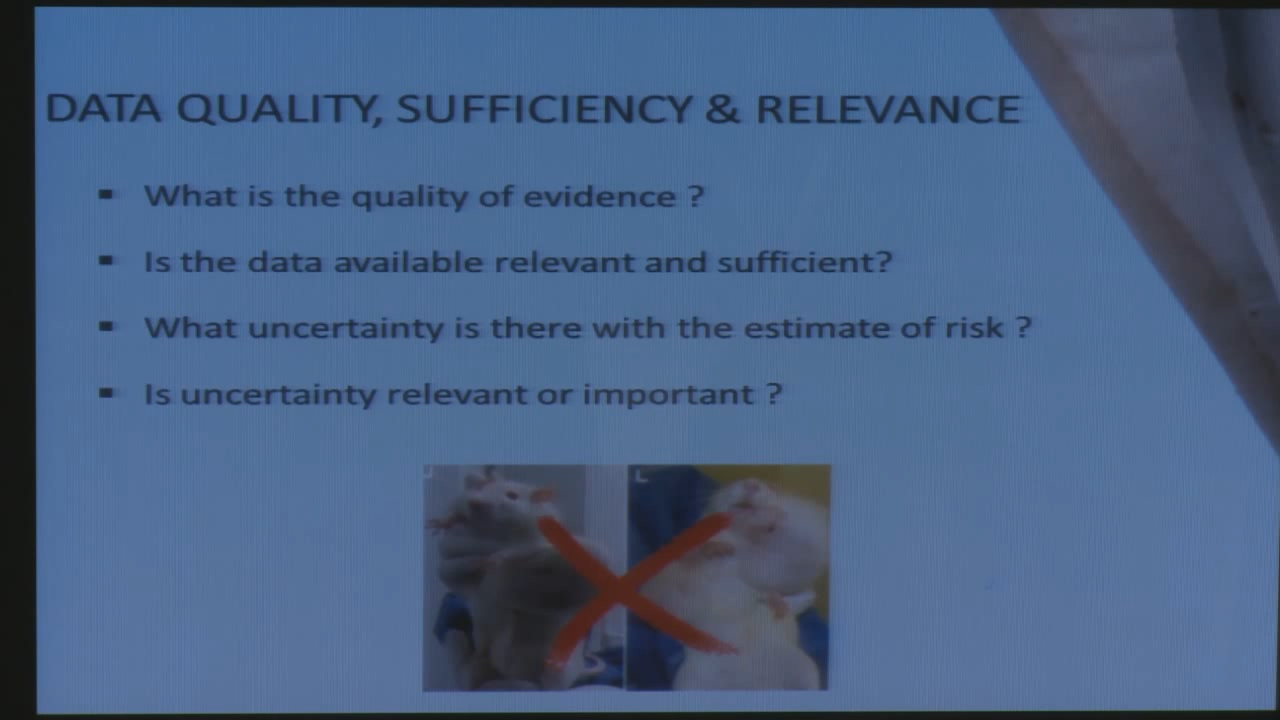 DATA QUALITY, SUFFICIENCY & RELEVANCE
▪ What is the quality of evidence ?
▪ Is the data available relevant and sufficient?
▪ What uncertainty is there with the estimate of risk ?
▪ Is uncertainty relevant or important ?